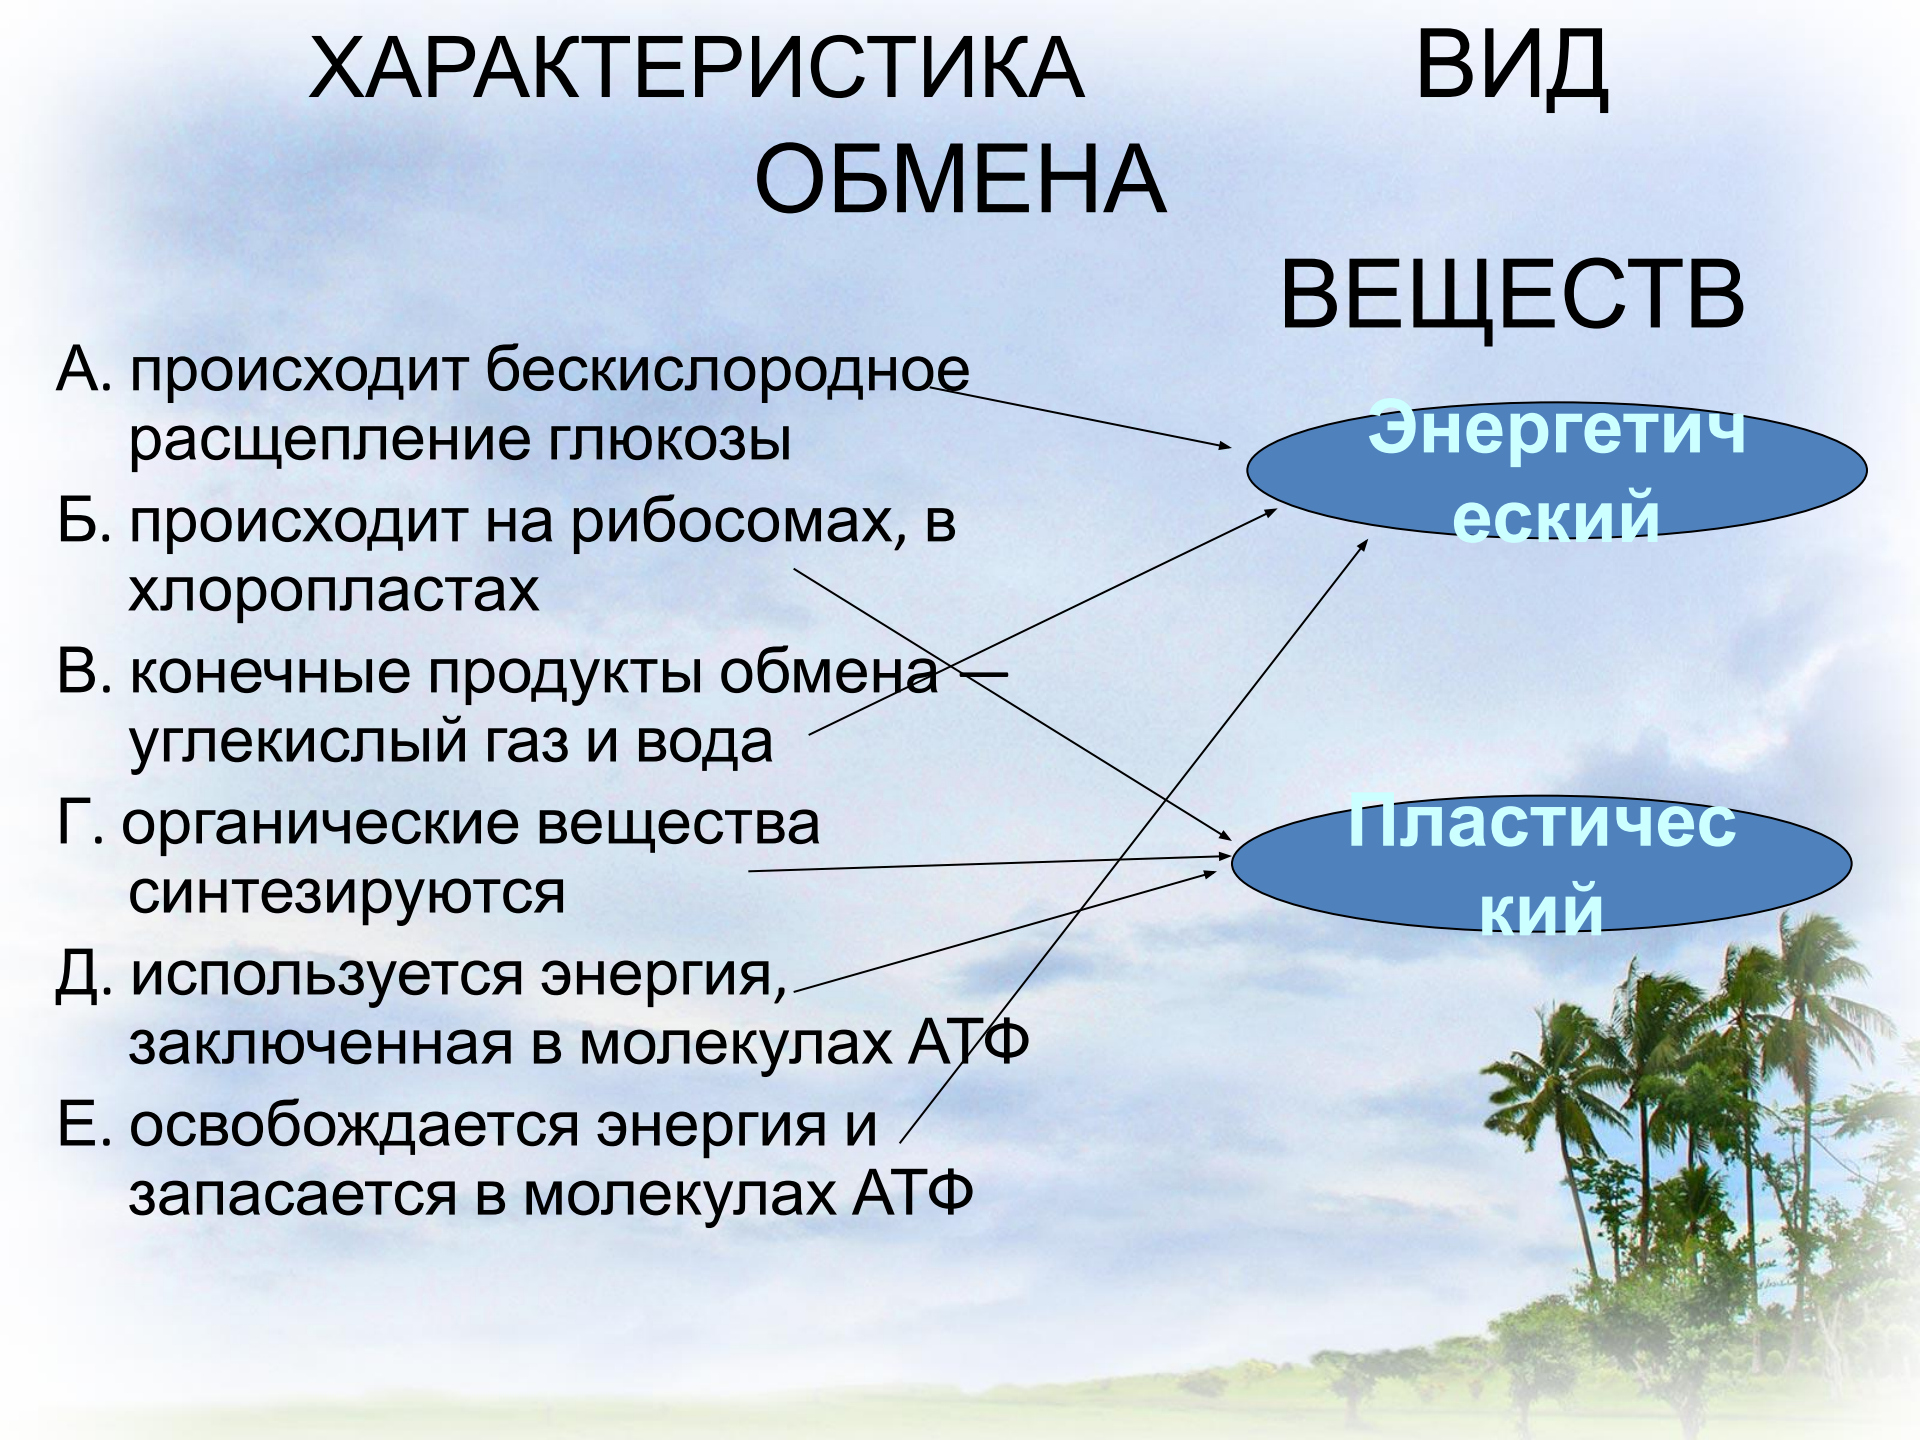 ХАРАКТЕРИСТИКА ВИД
ОБМЕНА
ВЕЩЕСТВ
А. происходит бескислородное
расщепление глюкозы
Б. происходит на рибосомах, в
хлоропластах
В. конечные продукты обмена —
углекислый газ и вода
Г. органические вещества
синтезируются
Д. используется энергия,
заключенная в молекулах АТФ
Е. освобождается энергия и
запасается в молекулах АТФ
Энергетич
еский
Пластичес
кий